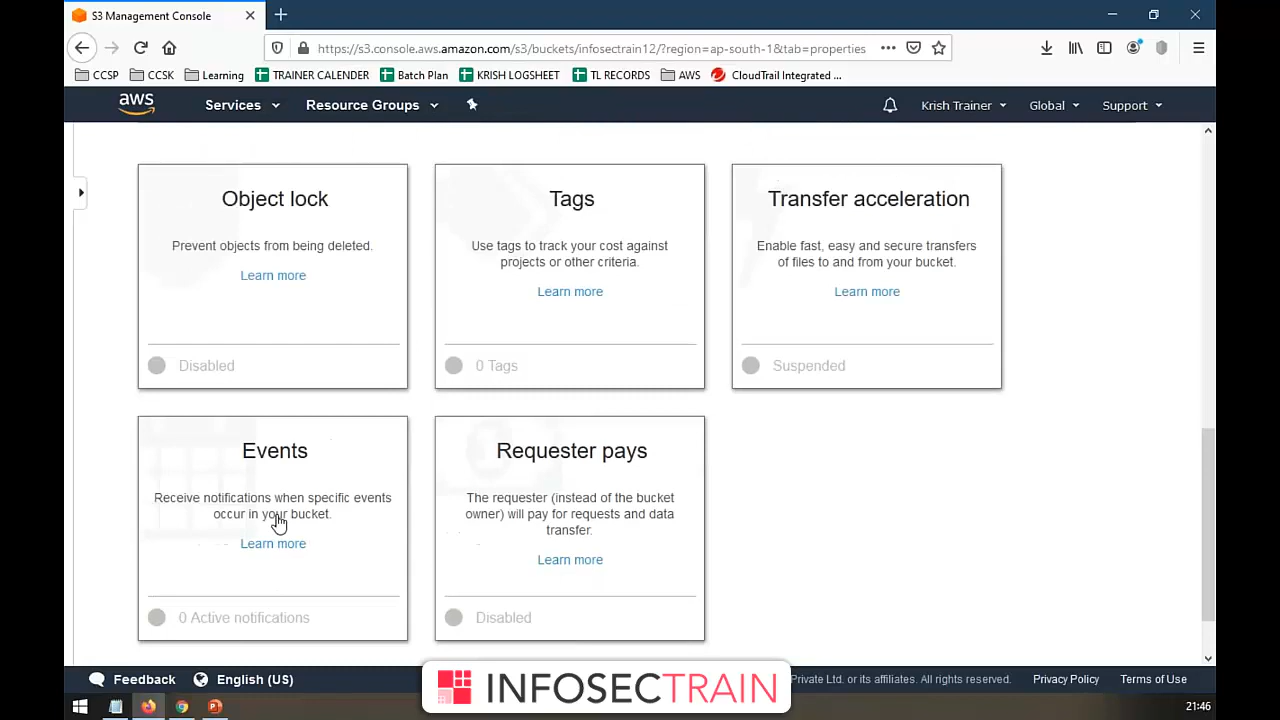 S3 Management Console
https://s3.console.aws.amazon.com/s3/buckets/infosectrain12/?region=ap-south-1&tab=properties
CCSP CCSK Learning TRAINER CALENDER Batch Plan KRISH LOGSHEET TL RECORDS AWS CloudTrail Integrated ...
aws Services Resource Groups Krish Trainer Global Support
Object lock
Prevent objects from being deleted.
Learn more
Disabled
Tags
Use tags to track your cost against
projects or other criteria.
Learn more
0 Tags
Transfer acceleration
Enable fast, easy and secure transfers
of files to and from your bucket.
Learn more
Suspended
Events
Receive notifications when specific events
occur in your bucket.
Learn more
0 Active notifications
Requester pays
The requester (instead of the bucket
owner) will pay for requests and data
transfer.
Learn more
Disabled
Feedback English (US) Private Ltd. or its affiliates. All rights reserved. Privacy Policy Terms of Use
INFOSECTRAIN
21:46